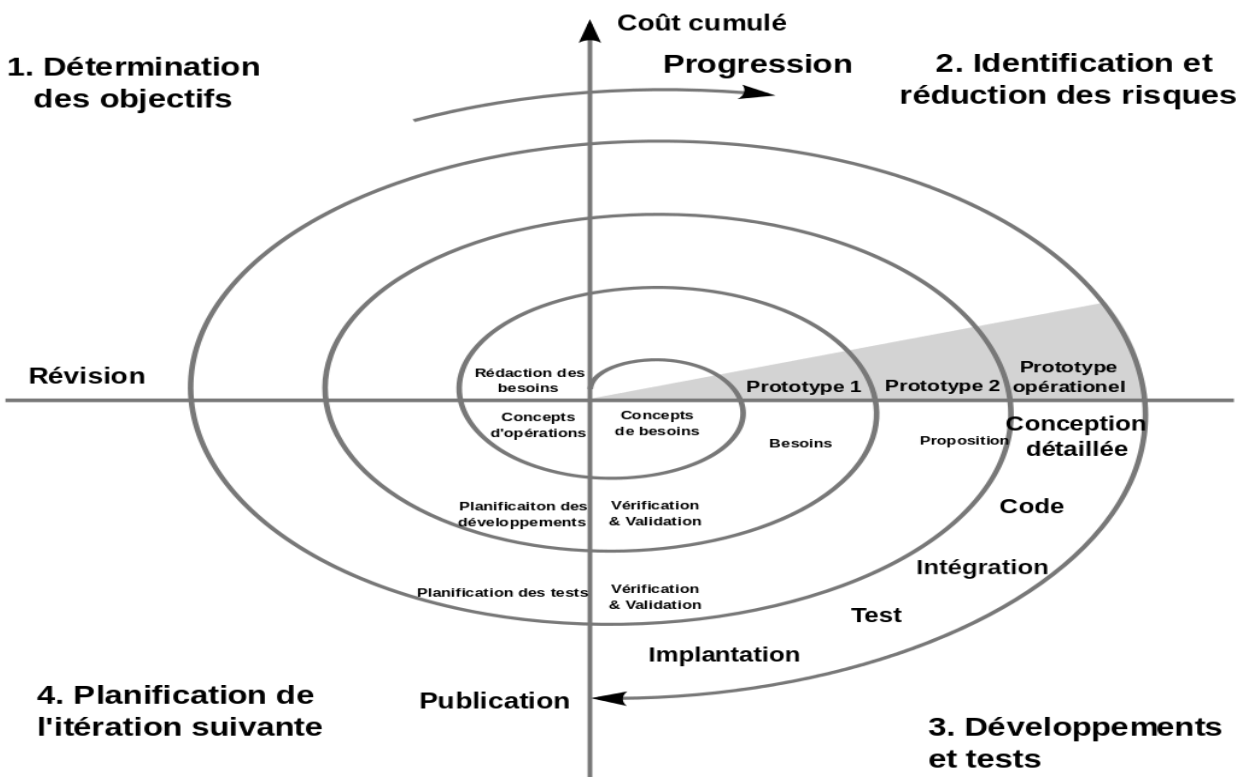 Coût cumulé
Progression
1. Détermination
des objectifs
2. Identification et
réduction des risques
Révision
Rédaction des
besoins
Prototype 1
Prototype 2
Prototype
opérationel
Concepts
d'opérations
Concepts
de besoins
Besoins
Proposition
Conception
détaillée
Planificaiton des
développements
Vérification
& Validation
Code
Intégration
Planification des tests
Vérification
& Validation
Test
Implantation
Publication
4. Planification de
l'itération suivante
3. Développements
et tests